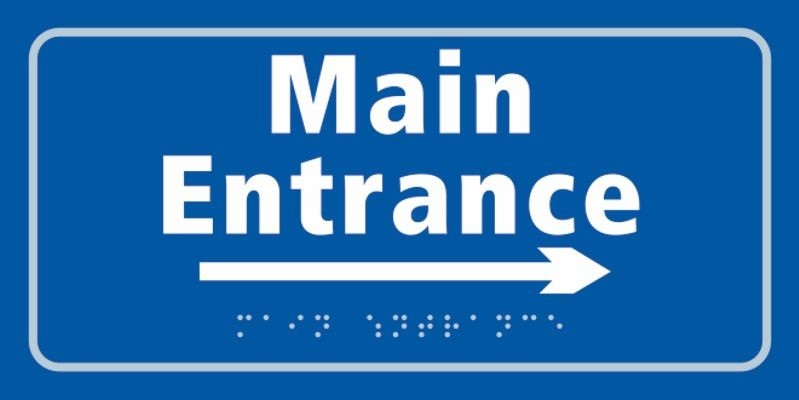 Main
Entrance
⠍⠁⠊⠝ ⠑⠝⠞⠗⠁⠝⠉⠑